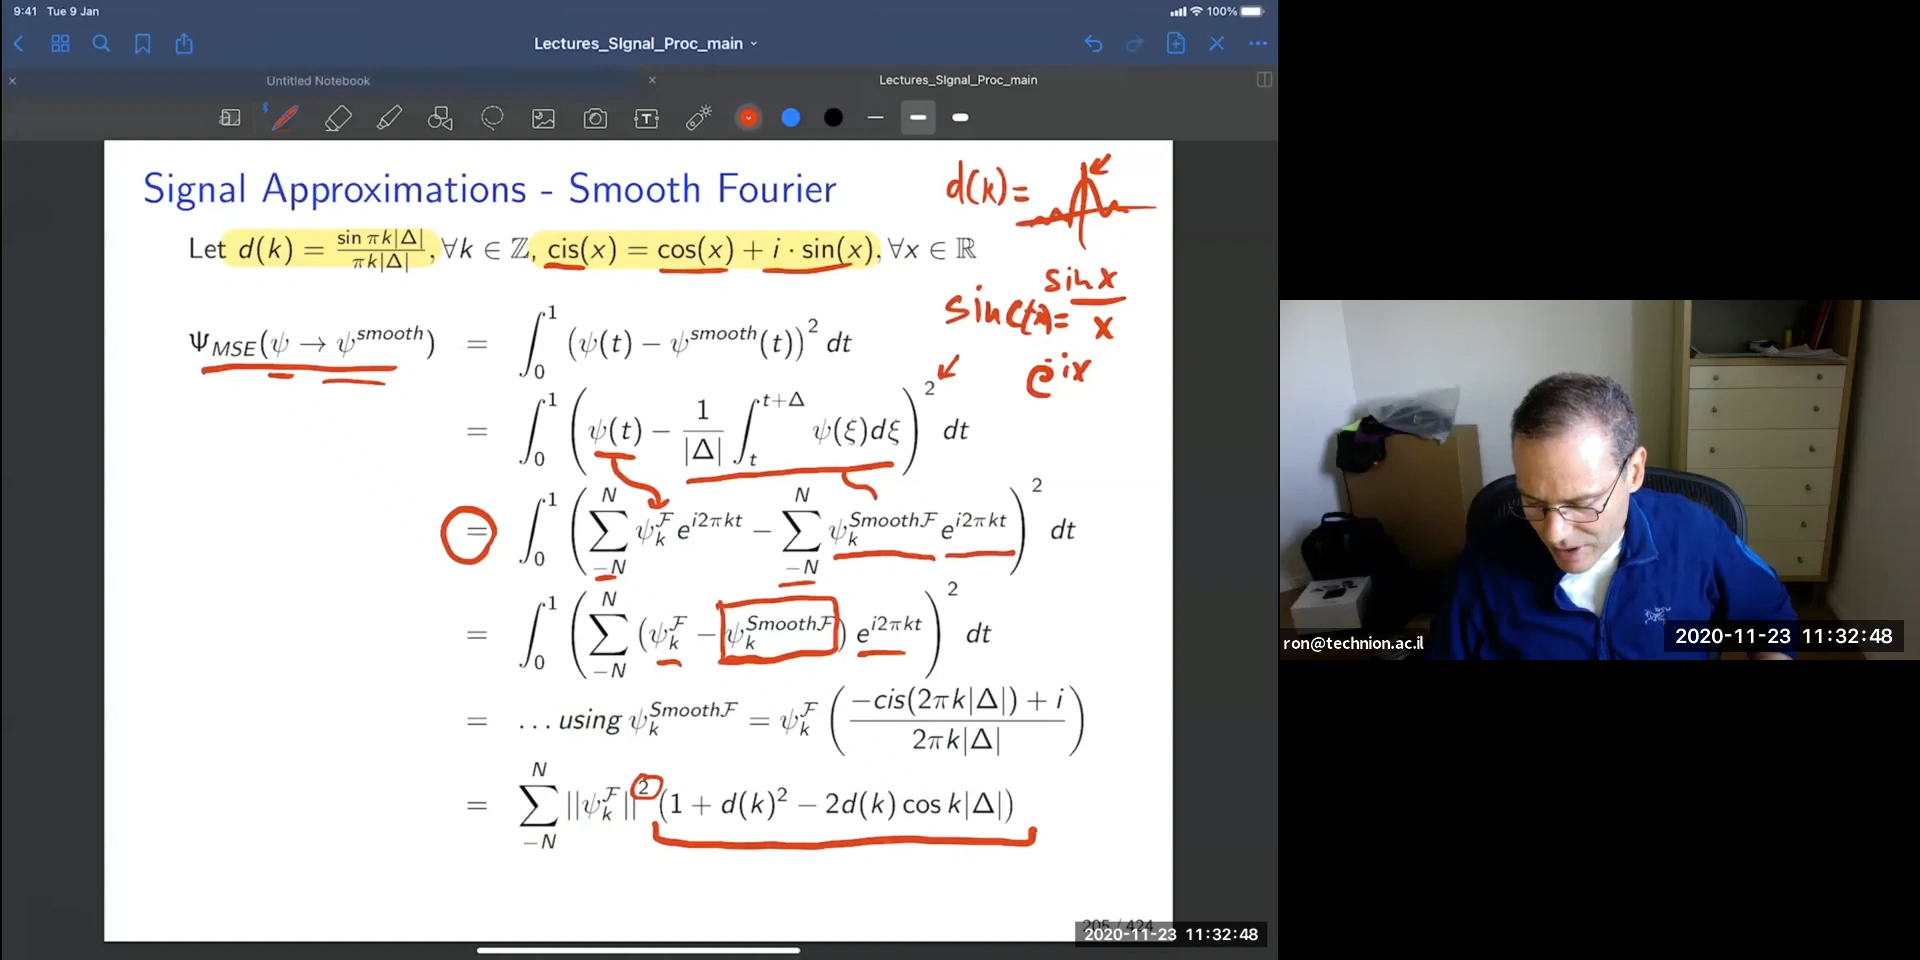 9:41 Tue 9 Jan
100%
Lectures_SIgnal_Proc_main
Untitled Notebook
Lectures_SIgnal_Proc_main
T
Signal Approximations - Smooth Fourier
d(k)=
Let d(k) = sin πk|Δ| / πk|Δ|, ∀k ∈ ℤ, cis(x) = cos(x) + i · sin(x), ∀x ∈ ℝ
sinc(x)= sin x / x
e^{ix}
Ψ_{MSE}(ψ → ψ^{smooth}) = ∫_0^1 (ψ(t) − ψ^{smooth}(t))^2 dt
= ∫_0^1 (ψ(t) − 1/|Δ| ∫_t^{t+Δ} ψ(ξ)dξ)^2 dt
= ∫_0^1 (∑_{−N}^N ψ_k^ℱ e^{i2πkt} − ∑_{−N}^N ψ_k^{Smoothℱ} e^{i2πkt})^2 dt
= ∫_0^1 (∑_{−N}^N (ψ_k^ℱ − ψ_k^{Smoothℱ}) e^{i2πkt})^2 dt
= ... using ψ_k^{Smoothℱ} = ψ_k^ℱ (−cis(2πk|Δ|) + i / 2πk|Δ|)
= ∑_{−N}^N ||ψ_k^ℱ||^2 (1 + d(k)^2 − 2d(k) cos k|Δ|)
205 / 424
2020-11-23 11:32:48
ron@technion.ac.il
2020-11-23 11:32:48